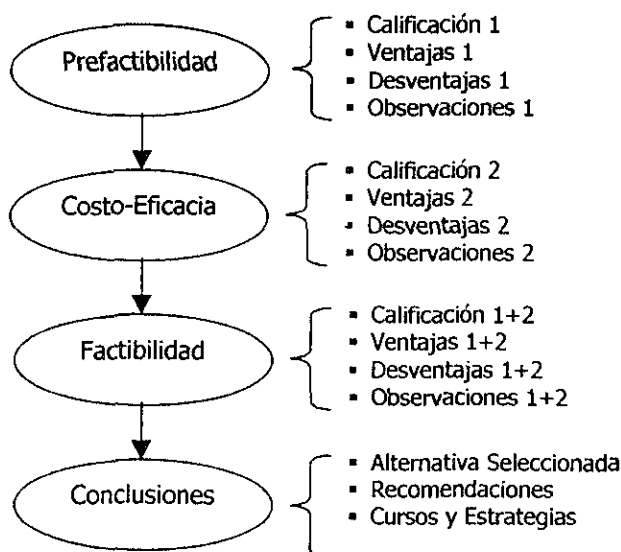 Prefactibilidad
▪ Calificación 1
▪ Ventajas 1
▪ Desventajas 1
▪ Observaciones 1
Costo-Eficacia
▪ Calificación 2
▪ Ventajas 2
▪ Desventajas 2
▪ Observaciones 2
Factibilidad
▪ Calificación 1+2
▪ Ventajas 1+2
▪ Desventajas 1+2
▪ Observaciones 1+2
Conclusiones
▪ Alternativa Seleccionada
▪ Recomendaciones
▪ Cursos y Estrategias